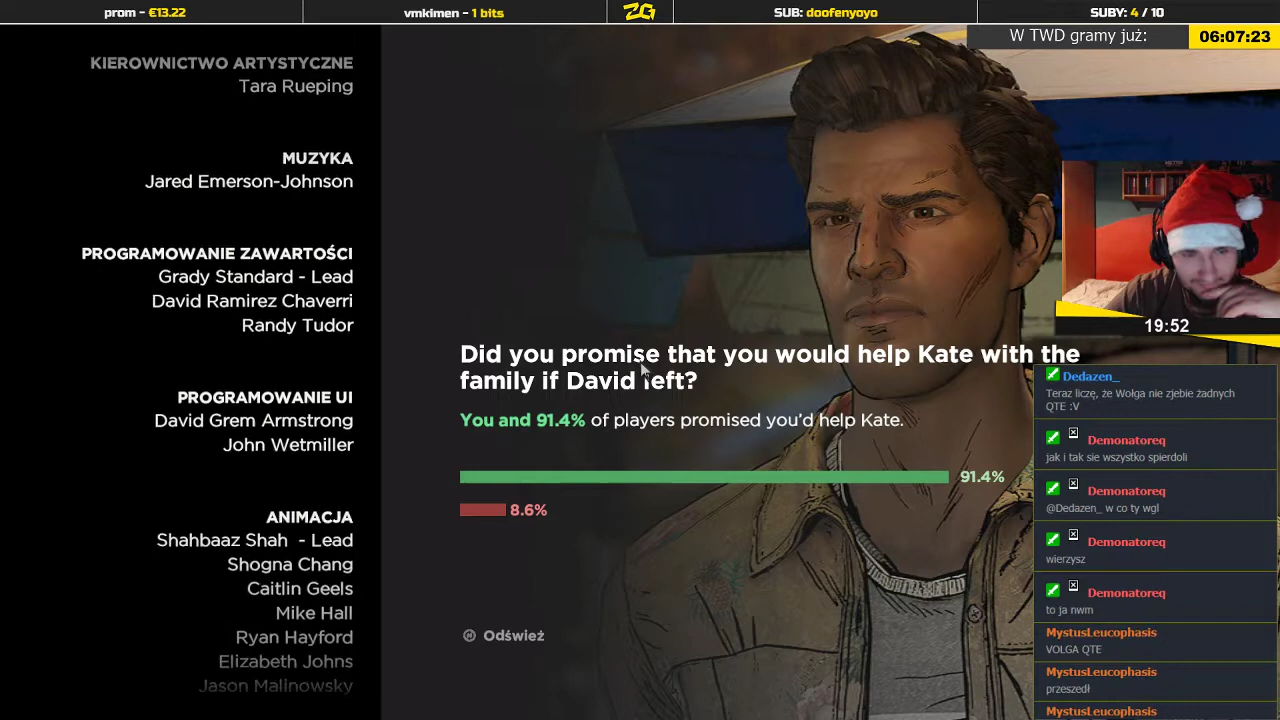 prom - €13.22
vmkimen - 1 bits
ZG
SUB: doofenyoyo
SUBY: 4 / 10
W TWD gramy już:
06:07:23
KIEROWNICTWO ARTYSTYCZNE
Tara Rueping
MUZYKA
Jared Emerson-Johnson
PROGRAMOWANIE ZAWARTOŚCI
Grady Standard - Lead
David Ramirez Chaverri
Randy Tudor
PROGRAMOWANIE UI
David Grem Armstrong
John Wetmiller
ANIMACJA
Shahbaaz Shah - Lead
Shogna Chang
Caitlin Geels
Mike Hall
Ryan Hayford
Elizabeth Johns
Jason Malinowsky
Did you promise that you would help Kate with the
family if David left?
You and 91.4% of players promised you'd help Kate.
91.4%
8.6%
Odśwież
19:52
Dedazen_
Teraz liczę, że Wołga nie zjebie żadnych
QTE :V
Demonatoreq
jak i tak sie wszystko spierdoli
Demonatoreq
@Dedazen_ w co ty wgl
Demonatoreq
wierzysz
Demonatoreq
to ja nwm
MystusLeucophasis
VOLGA QTE
MystusLeucophasis
przeszedł
MystusLeucophasis